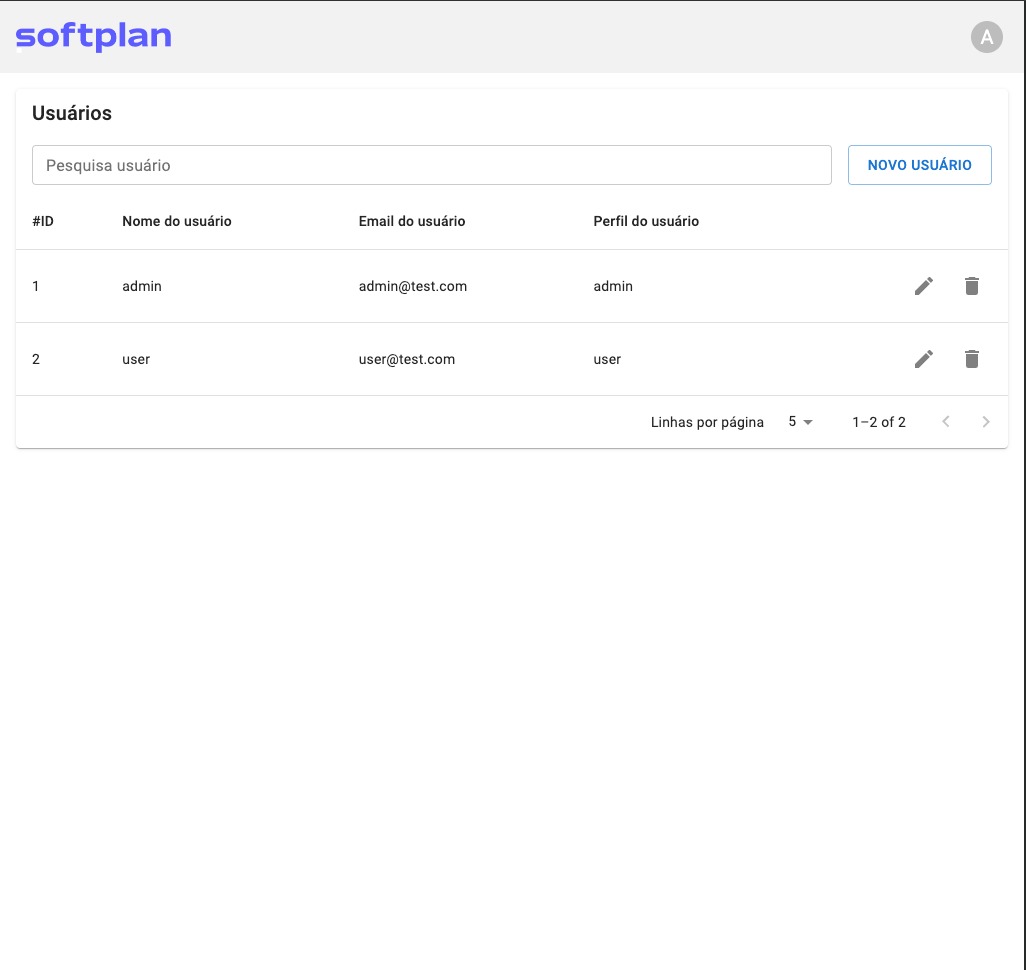 softplan
A
Usuários
Pesquisa usuário
NOVO USUÁRIO
#ID Nome do usuário Email do usuário Perfil do usuário
1 admin admin@test.com admin
2 user user@test.com user
Linhas por página 5 1–2 of 2